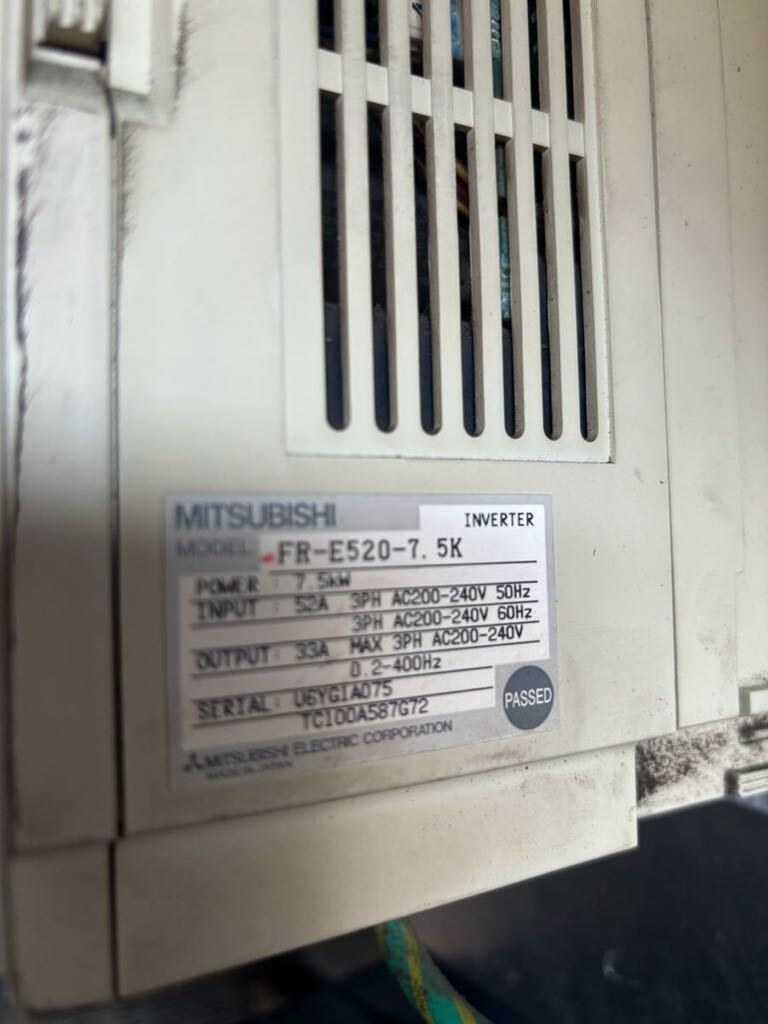 MITSUBISHI INVERTER
MODEL FR-E520-7.5K
POWER : 7.5kW
INPUT : 52A 3PH AC200-240V 50Hz
3PH AC200-240V 60Hz
OUTPUT: 33A MAX 3PH AC200-240V
0.2-400Hz
SERIAL: U6YGIA075
TC100A587G72
PASSED
MITSUBISHI ELECTRIC CORPORATION
MADE IN JAPAN